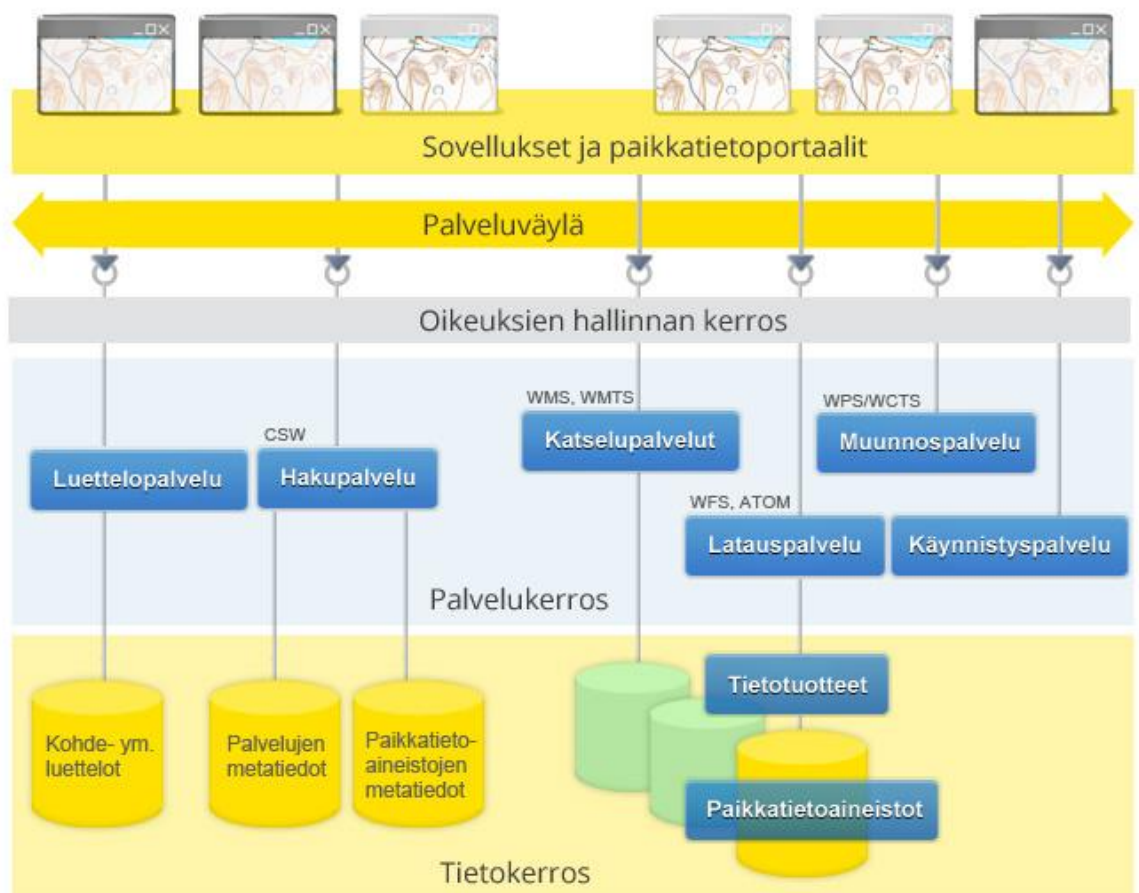 Sovellukset ja paikkatietoportaalit
Palveluväylä
Oikeuksien hallinnan kerros
WMS, WMTS
WPS/WCTS
CSW
Katselupalvelut
Muunnospalvelu
Luettelopalvelu
Hakupalvelu
WFS, ATOM
Latauspalvelu
Käynnistyspalvelu
Palvelukerros
Tietotuotteet
Kohde- ym.
luettelot
Palvelujen
metatiedot
Paikkatieto-
aineistojen
metatiedot
Paikkatietoaineistot
Tietokerros